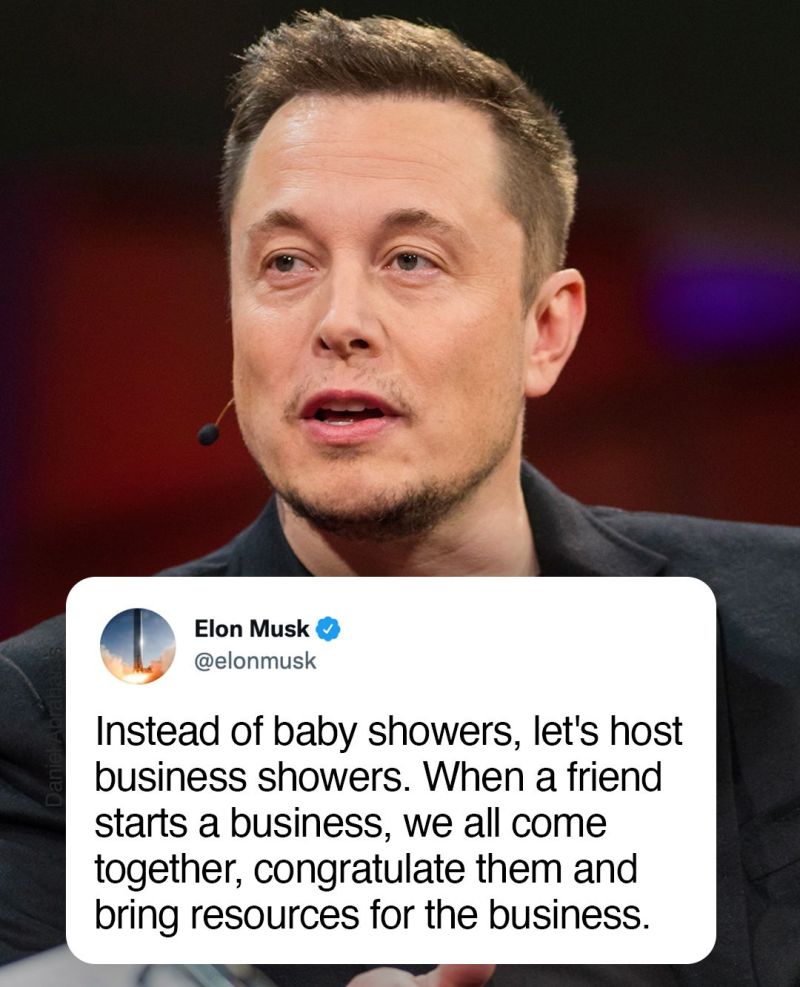 Elon Musk
@elonmusk
Instead of baby showers, let's host
business showers. When a friend
starts a business, we all come
together, congratulate them and
bring resources for the business.